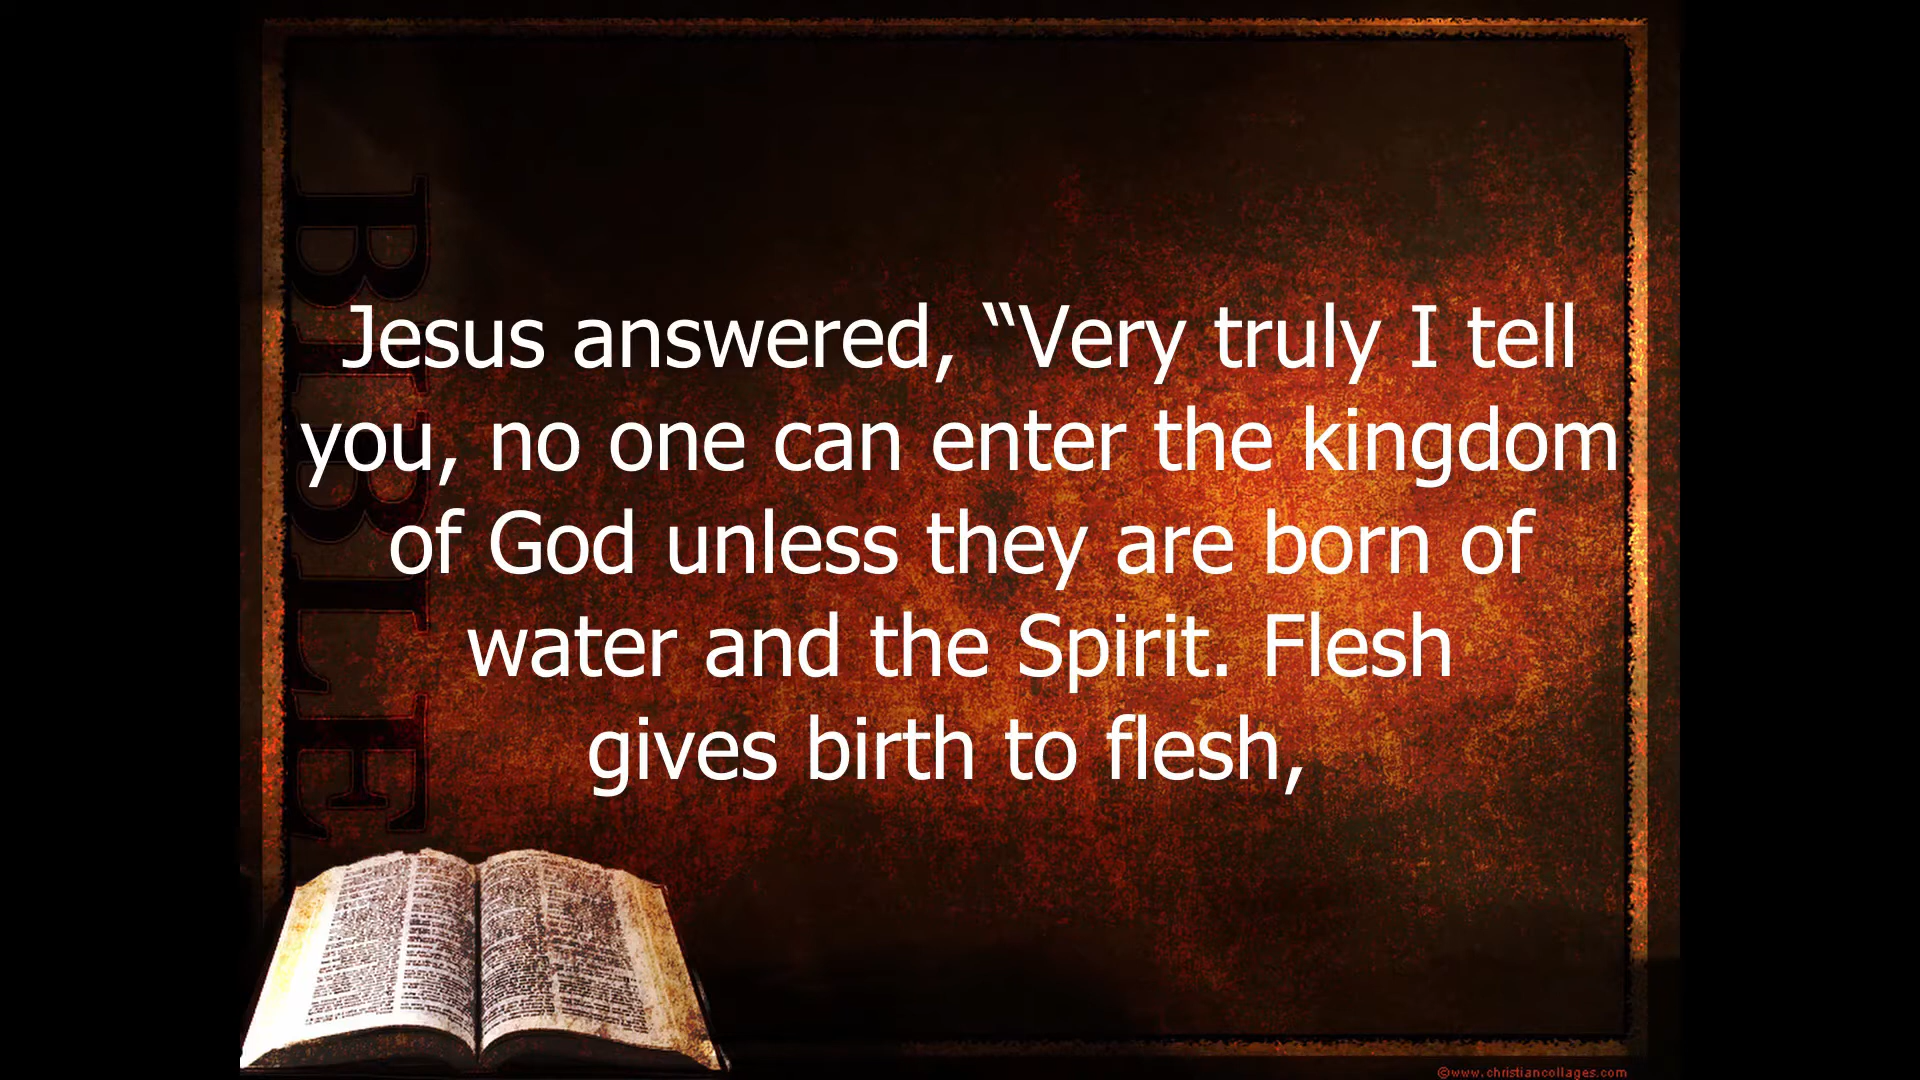 BIBLE
Jesus answered, “Very truly I tell
you, no one can enter the kingdom
of God unless they are born of
water and the Spirit. Flesh
gives birth to flesh,
©www.christiancollages.com